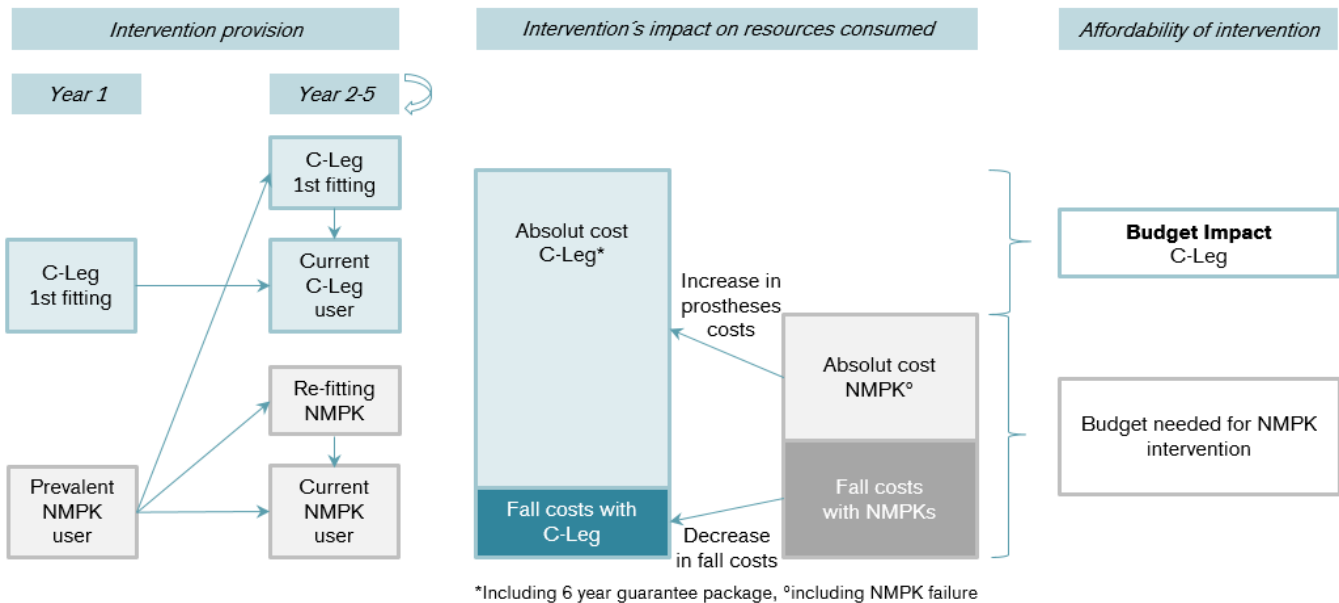 Intervention provision
Intervention´s impact on resources consumed
Affordability of intervention
Year 1
Year 2-5
C-Leg
1st fitting
C-Leg
1st fitting
Current
C-Leg
user
Re-fitting
NMPK
Prevalent
NMPK
user
Current
NMPK
user
Absolut cost
C-Leg*
Fall costs with
C-Leg
Increase in
prostheses
costs
Decrease
in fall costs
Absolut cost
NMPK°
Fall costs
with NMPKs
Budget Impact
C-Leg
Budget needed for NMPK
intervention
*Including 6 year guarantee package, °including NMPK failure